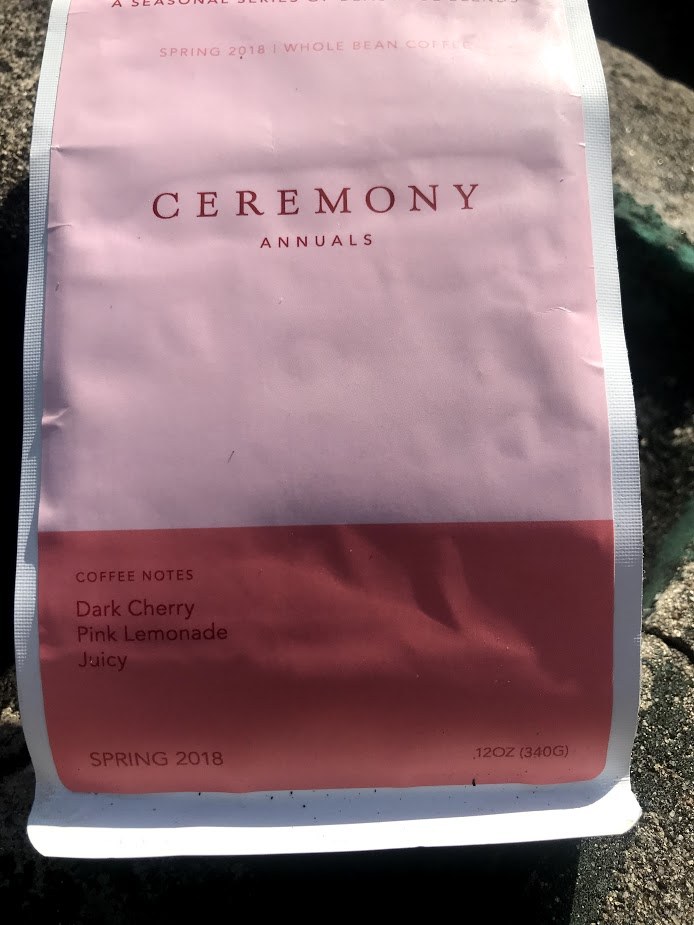 A SEASONAL SERIES OF BLENDS
SPRING 2018 | WHOLE BEAN COFFEE
CEREMONY
ANNUALS
COFFEE NOTES
Dark Cherry
Pink Lemonade
Juicy
SPRING 2018
12OZ (340G)